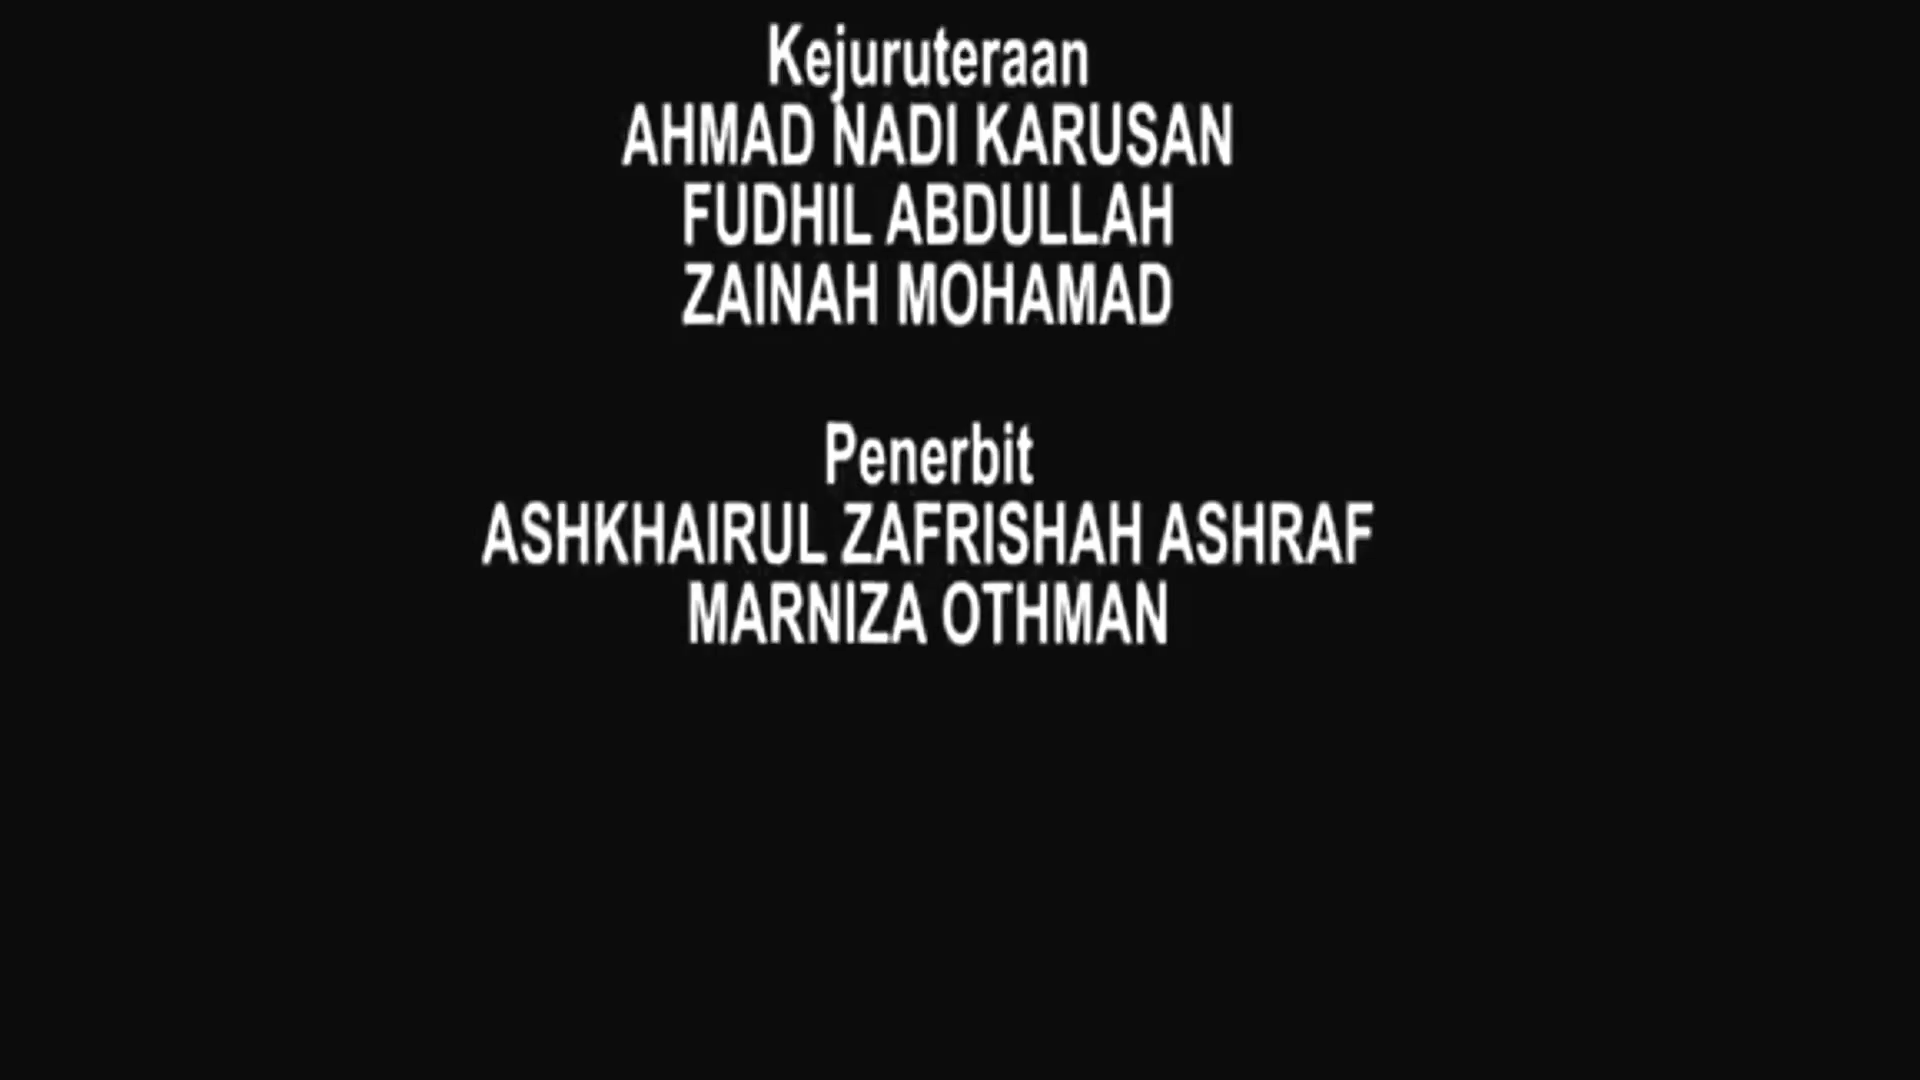 Kejuruteraan
AHMAD NADI KARUSAN
FUDHIL ABDULLAH
ZAINAH MOHAMAD
Penerbit
ASHKHAIRUL ZAFRISHAH ASHRAF
MARNIZA OTHMAN